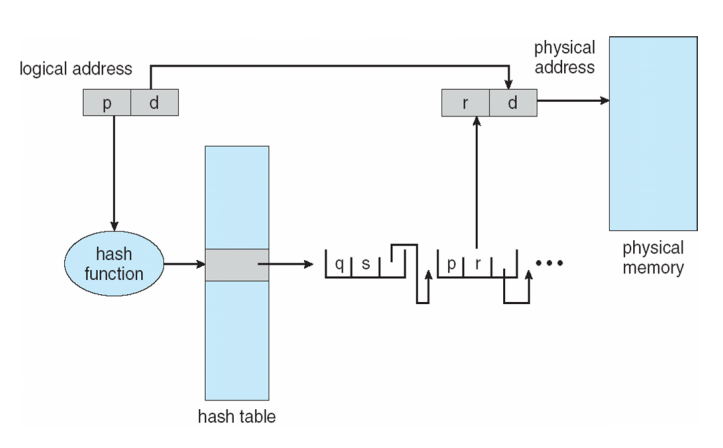 logical address
p d
physical
address
r d
hash
function
q s
p r
•••
physical
memory
hash table